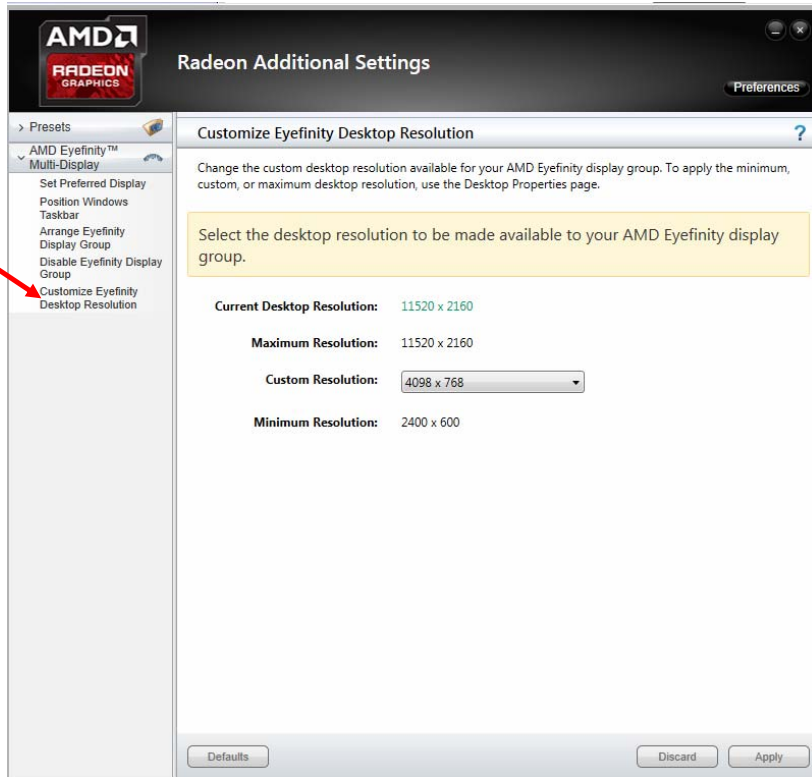 AMD
RADEON
GRAPHICS
Radeon Additional Settings
Preferences
Presets
AMD Eyefinity™
Multi-Display
Set Preferred Display
Position Windows
Taskbar
Arrange Eyefinity
Display Group
Disable Eyefinity Display
Group
Customize Eyefinity
Desktop Resolution
Customize Eyefinity Desktop Resolution
?
Change the custom desktop resolution available for your AMD Eyefinity display group. To apply the minimum,
custom, or maximum desktop resolution, use the Desktop Properties page.
Select the desktop resolution to be made available to your AMD Eyefinity display
group.
Current Desktop Resolution: 11520 x 2160
Maximum Resolution: 11520 x 2160
Custom Resolution: 4098 x 768
Minimum Resolution: 2400 x 600
Defaults Discard Apply